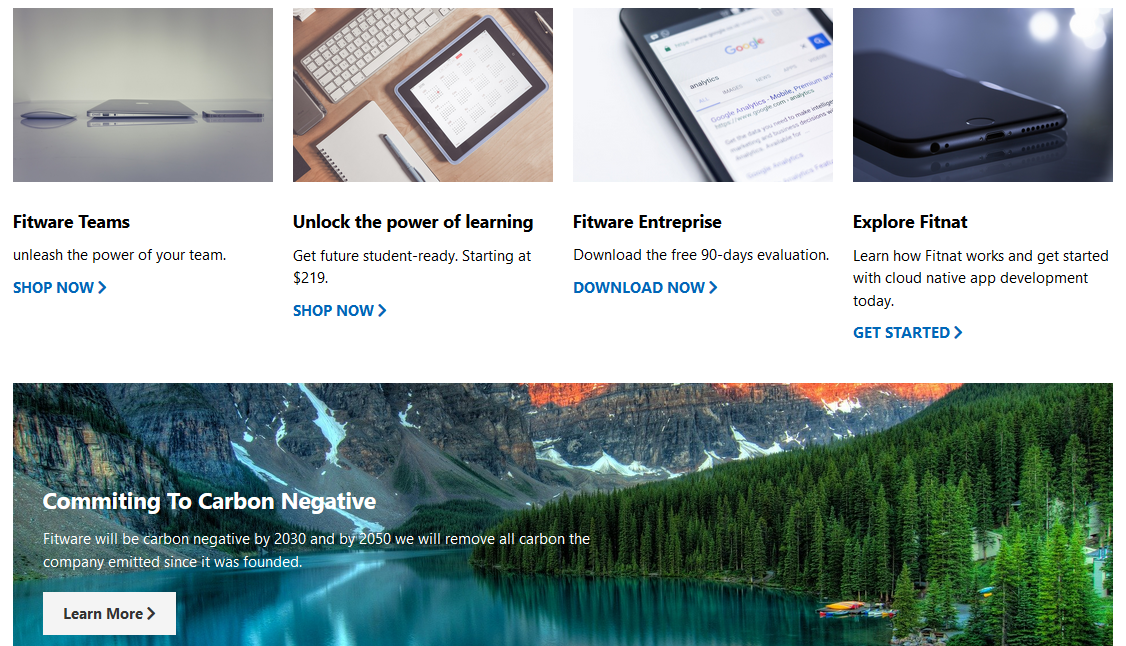 Google
analytics
Fitware Teams
unleash the power of your team.
SHOP NOW
Unlock the power of learning
Get future student-ready. Starting at
$219.
SHOP NOW
Fitware Entreprise
Download the free 90-days evaluation.
DOWNLOAD NOW
Explore Fitnat
Learn how Fitnat works and get started
with cloud native app development
today.
GET STARTED
Commiting To Carbon Negative
Fitware will be carbon negative by 2030 and by 2050 we will remove all carbon the
company emitted since it was founded.
Learn More